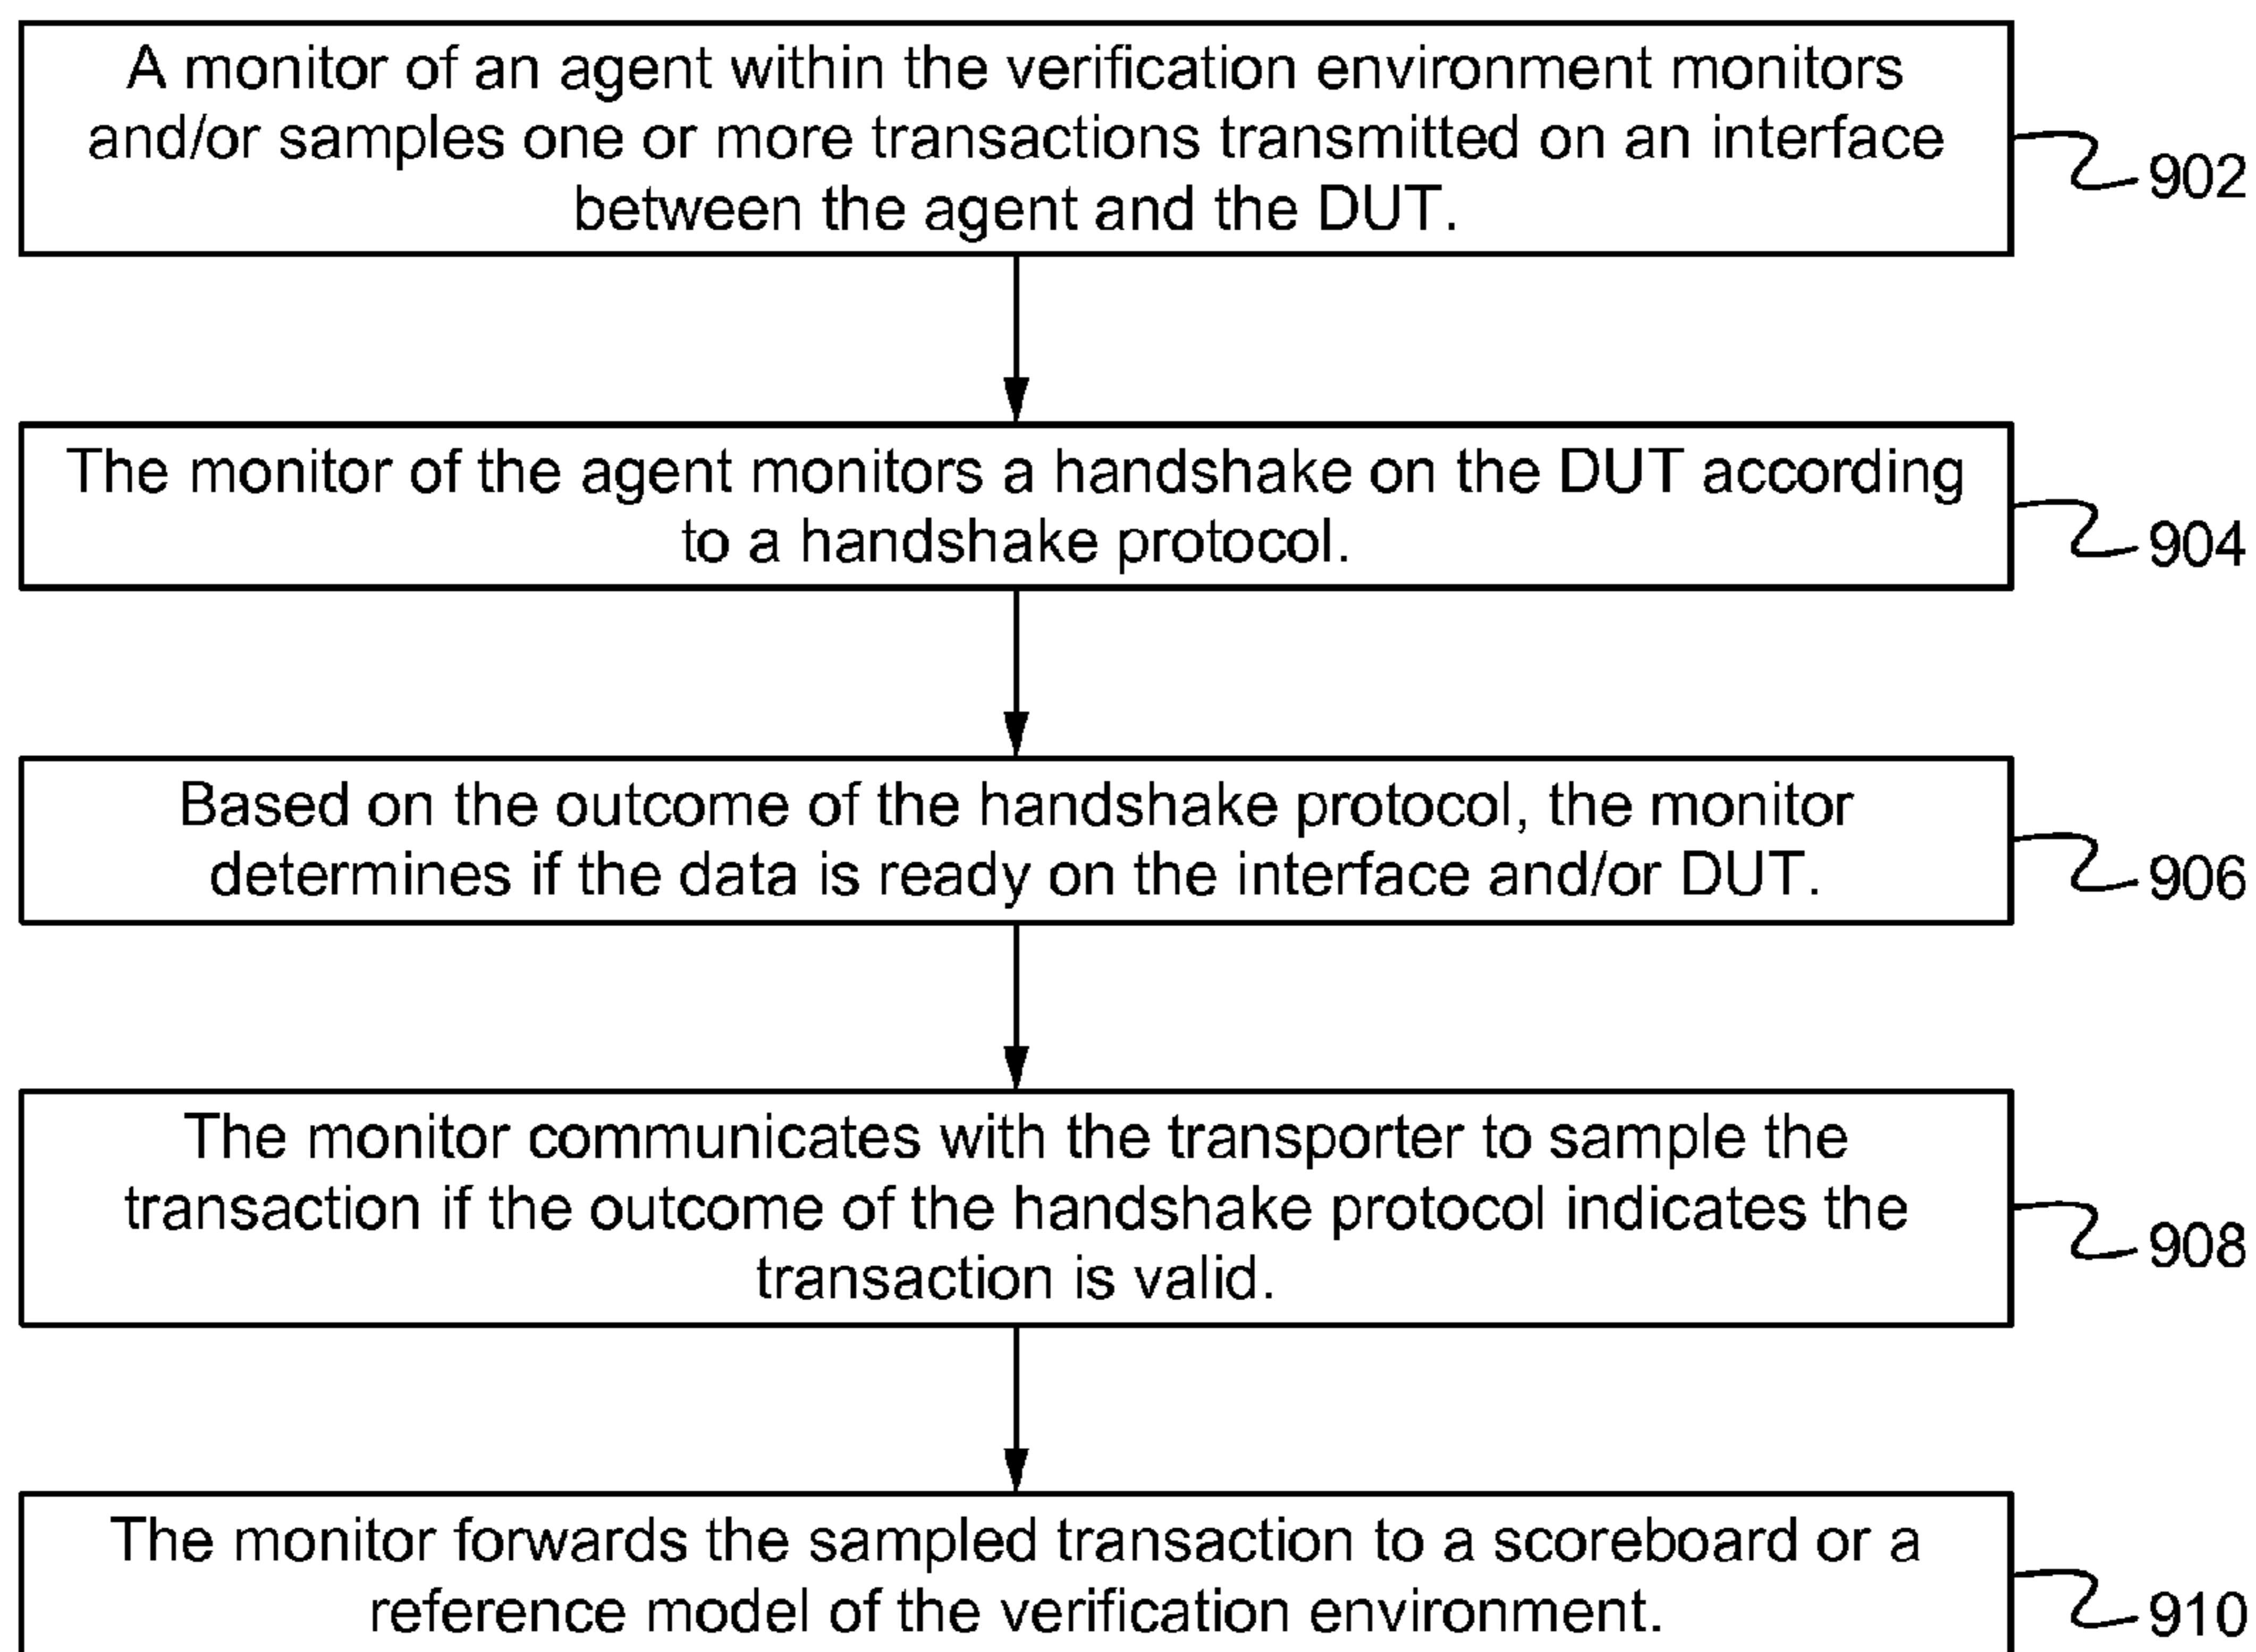 A monitor of an agent within the verification environment monitors
and/or samples one or more transactions transmitted on an interface
between the agent and the DUT.
902
The monitor of the agent monitors a handshake on the DUT according
to a handshake protocol.
904
Based on the outcome of the handshake protocol, the monitor
determines if the data is ready on the interface and/or DUT.
906
The monitor communicates with the transporter to sample the
transaction if the outcome of the handshake protocol indicates the
transaction is valid.
908
The monitor forwards the sampled transaction to a scoreboard or a
reference model of the verification environment.
910